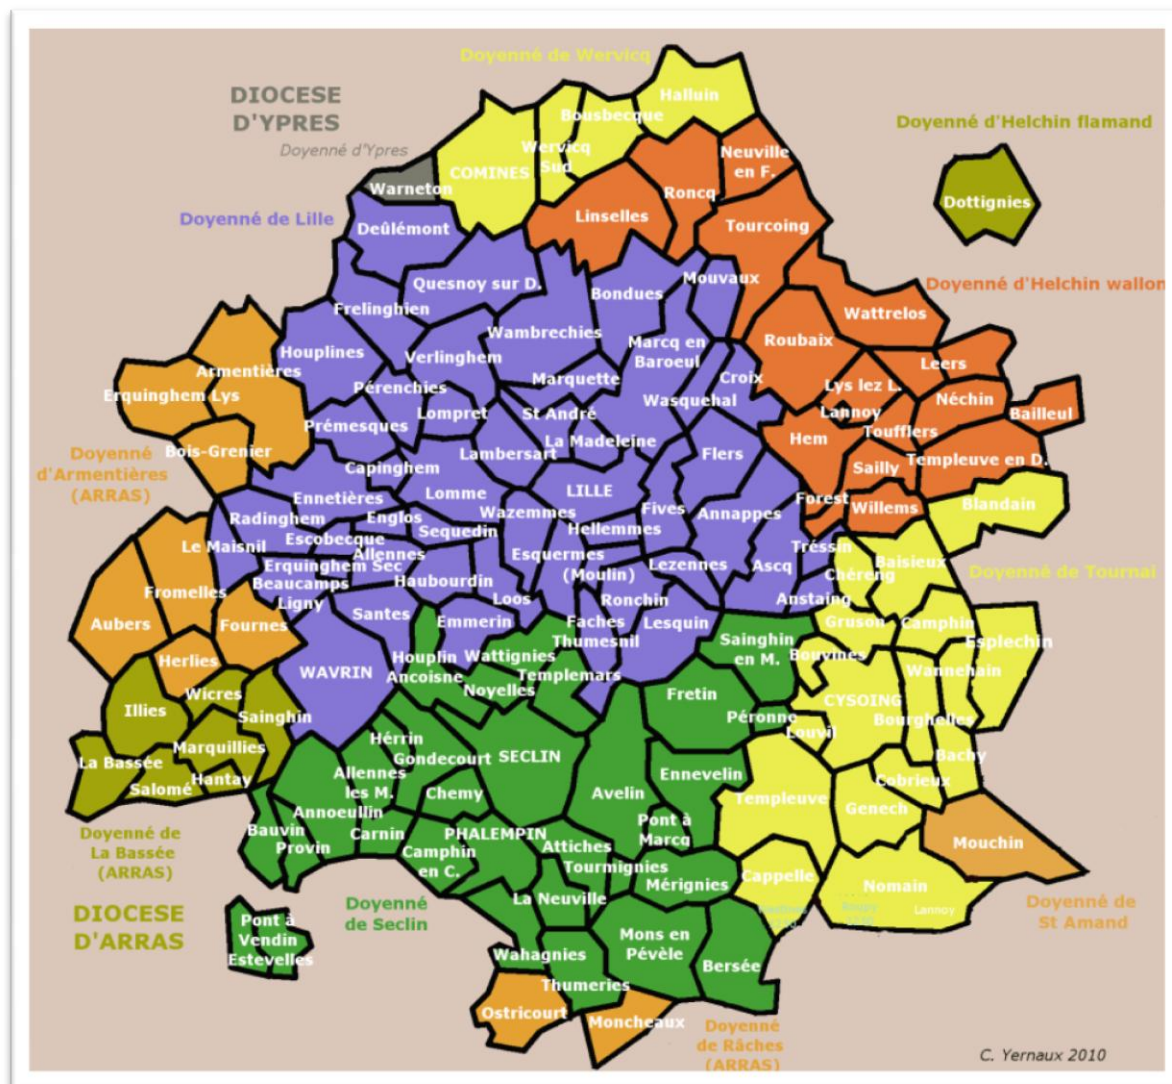 Doyenné de Wervicq
Halluin
DIOCESE
D'YPRES
Bousbecque
Doyenné d'Helchin flamand
Doyenné d'Ypres
Wervicq
Sud
Neuville
en F.
COMINES
Warneton
Roncq
Dottignies
Doyenné de Lille
Linselles
Deûlémont
Tourcoing
Quesnoy sur D.
Mouvaux
Doyenné d'Helchin wallon
Bondues
Frelinghien
Wattrelos
Wambrechies
Roubaix
Houplines
Verlinghem
Marcq en
Baroeul
Leers
Armentières
Marquette
Croix
Pérenchies
Lys lez L.
Erquinghem Lys
Lompret
St André
Wasquehal
Néchin
Lannoy
Bailleul
Prémesques
Hem
Toufflers
La Madeleine
Bois-Grenier
Lambersart
Flers
Templeuve en D.
Doyenné
d'Armentières
(ARRAS)
Capinghem
Sailly
Ennetières
Lomme
LILLE
Forest
Willems
Blandain
Wazemmes
Fives
Annappes
Radinghem
Englos
Sequedin
Hellemmes
Escobecque
Le Maisnil
Allennes
Esquermes
Tréssin
Baisieux
Erquinghem Sec
(Moulin)
Lezennes
Ascq
Chéreng
Doyenné de Tournai
Beaucamps
Ligny
Haubourdin
Fromelles
Loos
Ronchin
Anstaing
Aubers
Fournes
Santes
Emmerin
Faches
Thumesnil
Lesquin
Gruson
Camphin
Sainghin
en M.
Esplechin
Herlies
Houplin
Ancoisne
Wattignies
Bouvines
Wannehain
WAVRIN
Templemars
Noyelles
Wicres
Fretin
CYSOING
Illies
Sainghin
Péronne
Bourghelles
Louvil
Hérrin
Marquillies
Gondecourt
SECLIN
Bachy
La Bassée
Allennes
les M.
Ennevelin
Hantay
Cobrieux
Salomé
Chemy
Avelin
Templeuve
Genech
Annoeullin
Pont à
Marcq
Bauvin
Carnin
PHALEMPIN
Doyenné de
La Bassée
(ARRAS)
Provin
Attiches
Mouchin
Camphin
en C.
Tourmignies
Cappelle
Mérignies
Nomain
La Neuville
Doyenné
de Seclin
Lannoy
Doyenné de
St Amand
DIOCESE
D'ARRAS
Pont à
Vendin
Estevelles
Mons en
Pévèle
Wahagnies
Bersée
Thumeries
Ostricourt
Moncheaux
Doyenné
de Râches
(ARRAS)
C. Yernaux 2010